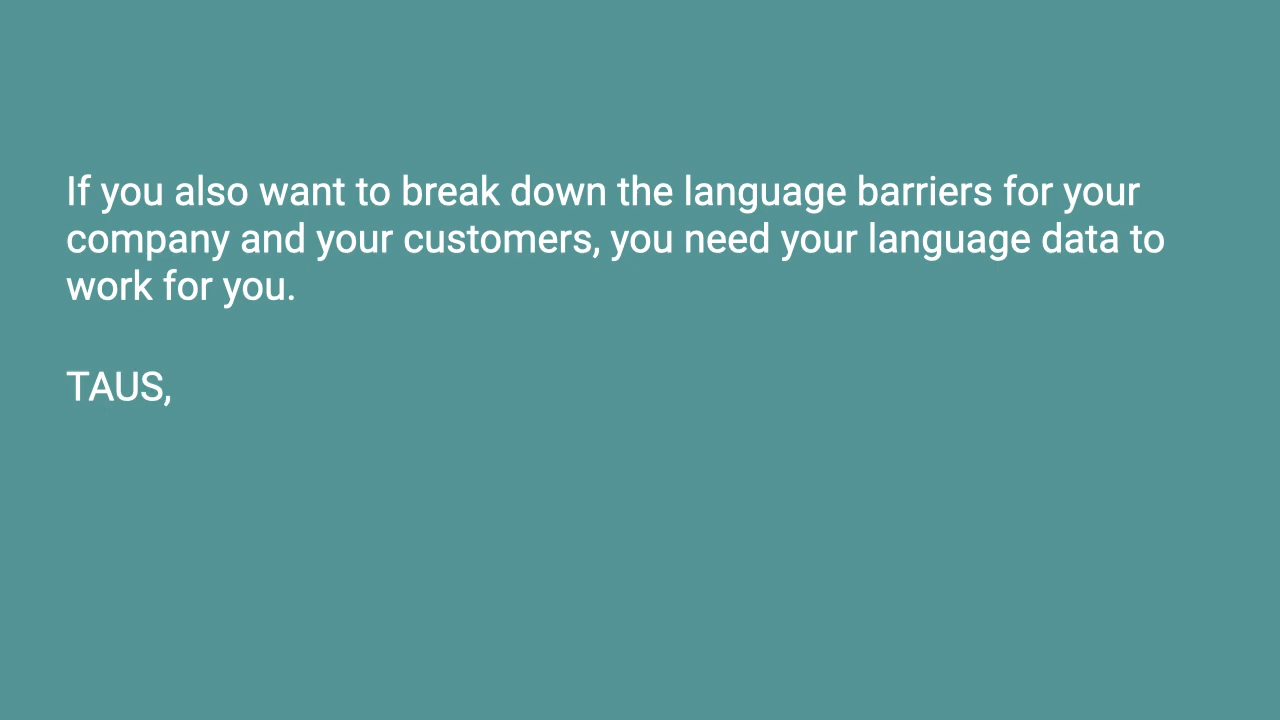 If you also want to break down the language barriers for your
company and your customers, you need your language data to
work for you.
TAUS,